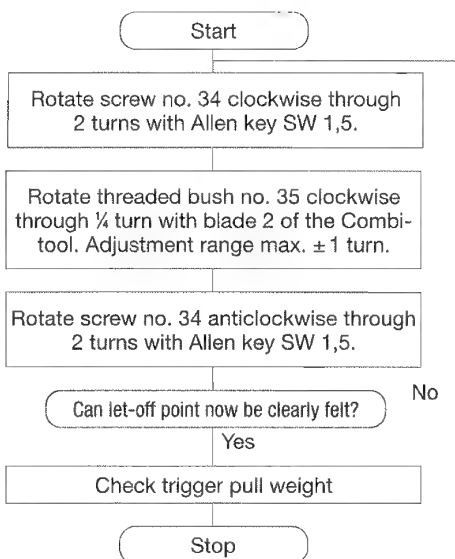 Start
Rotate screw no. 34 clockwise through
2 turns with Allen key SW 1,5.
Rotate threaded bush no. 35 clockwise
through ¼ turn with blade 2 of the Combi-
tool. Adjustment range max. ± 1 turn.
Rotate screw no. 34 anticlockwise through
2 turns with Allen key SW 1,5.
Can let-off point now be clearly felt?
No
Yes
Check trigger pull weight
Stop